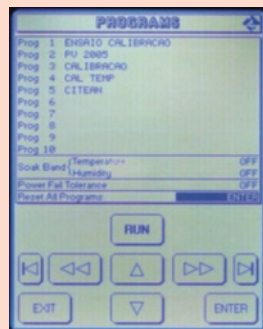 PROGRAMS
Prog 1 ENSAIO CALIBRACAO
Prog 2 PV 2005
Prog 3 CALIBRACAO
Prog 4 CAL TEMP
Prog 5 CITEAN
Prog 6
Prog 7
Prog 8
Prog 9
Prog 10
Soak Band Temperature OFF
Humidity OFF
Power Fail Tolerance OFF
Reset All Programs ENTER
RUN
EXIT ENTER